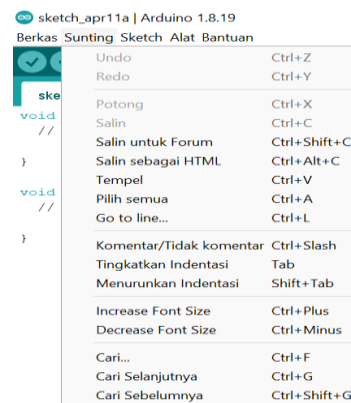 sketch_apr11a | Arduino 1.8.19
Berkas Sunting Sketch Alat Bantuan
Undo Ctrl+Z
Redo Ctrl+Y
Potong Ctrl+X
Salin Ctrl+C
Salin untuk Forum Ctrl+Shift+C
Salin sebagai HTML Ctrl+Alt+C
Tempel Ctrl+V
Pilih semua Ctrl+A
Go to line... Ctrl+L
Komentar/Tidak komentar Ctrl+Slash
Tingkatkan Indentasi Tab
Menurunkan Indentasi Shift+Tab
Increase Font Size Ctrl+Plus
Decrease Font Size Ctrl+Minus
Cari... Ctrl+F
Cari Selanjutnya Ctrl+G
Cari Sebelumnya Ctrl+Shift+G
ske
void
//
}
void
//
}